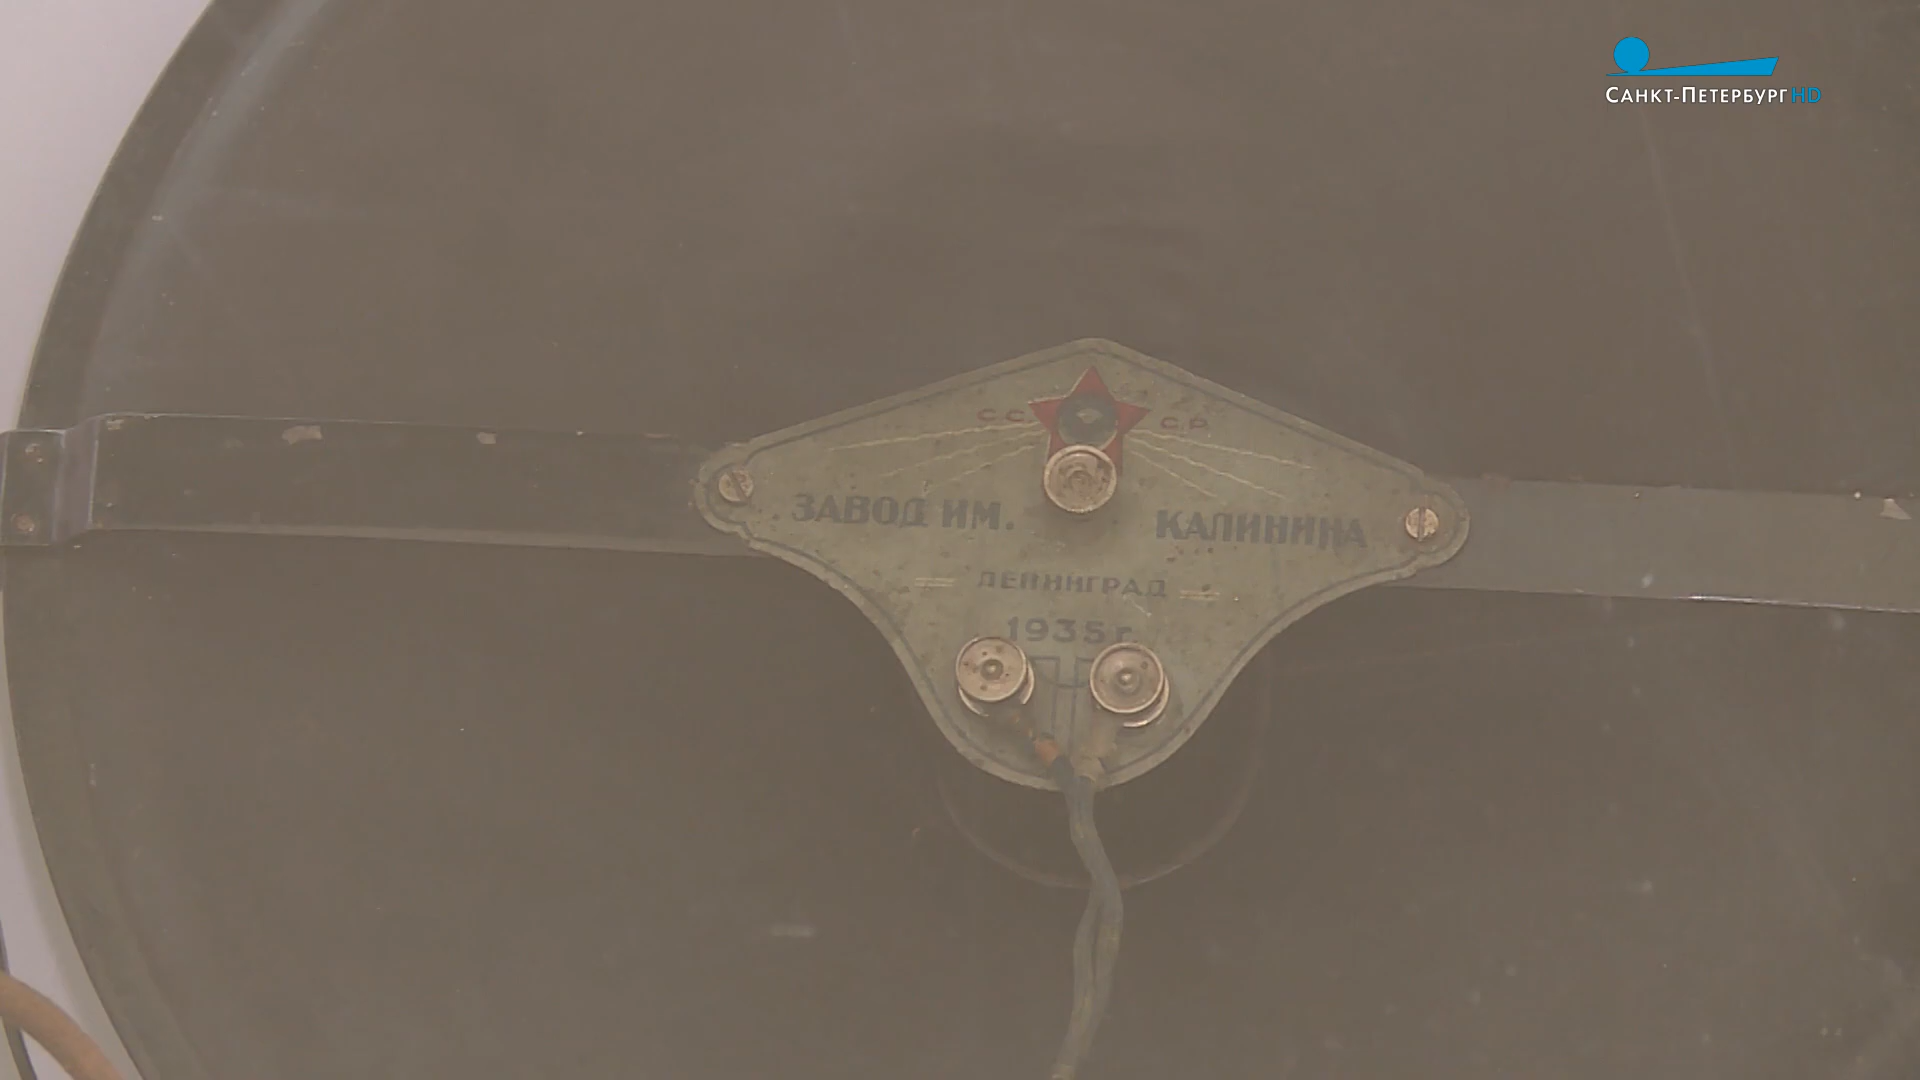 САНКТ-ПЕТЕРБУРГ HD
С.С. С.Р.
ЗАВОД ИМ. КАЛИНИНА
ЛЕНИНГРАД
1935 г.